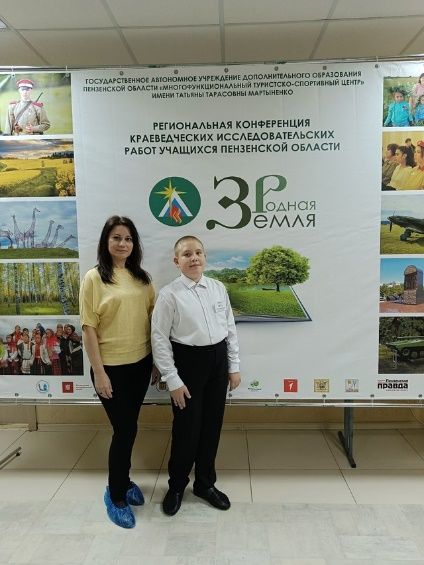 ГОСУДАРСТВЕННОЕ АВТОНОМНОЕ УЧРЕЖДЕНИЕ ДОПОЛНИТЕЛЬНОГО ОБРАЗОВАНИЯ
ПЕНЗЕНСКОЙ ОБЛАСТИ «МНОГОФУНКЦИОНАЛЬНЫЙ ТУРИСТСКО-СПОРТИВНЫЙ ЦЕНТР»
ИМЕНИ ТАТЬЯНЫ ТАРАСОВНЫ МАРТЫНЕНКО
РЕГИОНАЛЬНАЯ КОНФЕРЕНЦИЯ
КРАЕВЕДЧЕСКИХ ИССЛЕДОВАТЕЛЬСКИХ
РАБОТ УЧАЩИХСЯ ПЕНЗЕНСКОЙ ОБЛАСТИ
Родная
Земля
правда